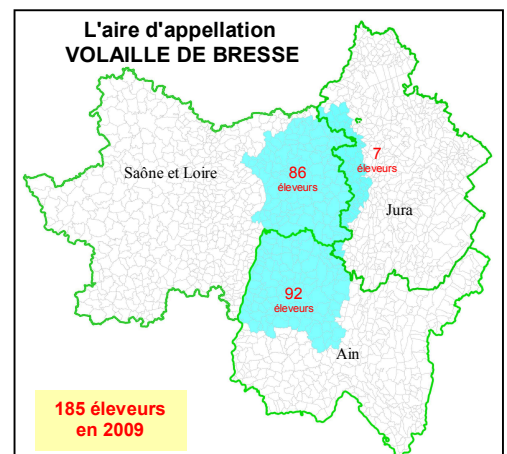 L'aire d'appellation
VOLAILLE DE BRESSE
Saône et Loire
86
éleveurs
7
éleveurs
Jura
92
éleveurs
Ain
185 éleveurs
en 2009